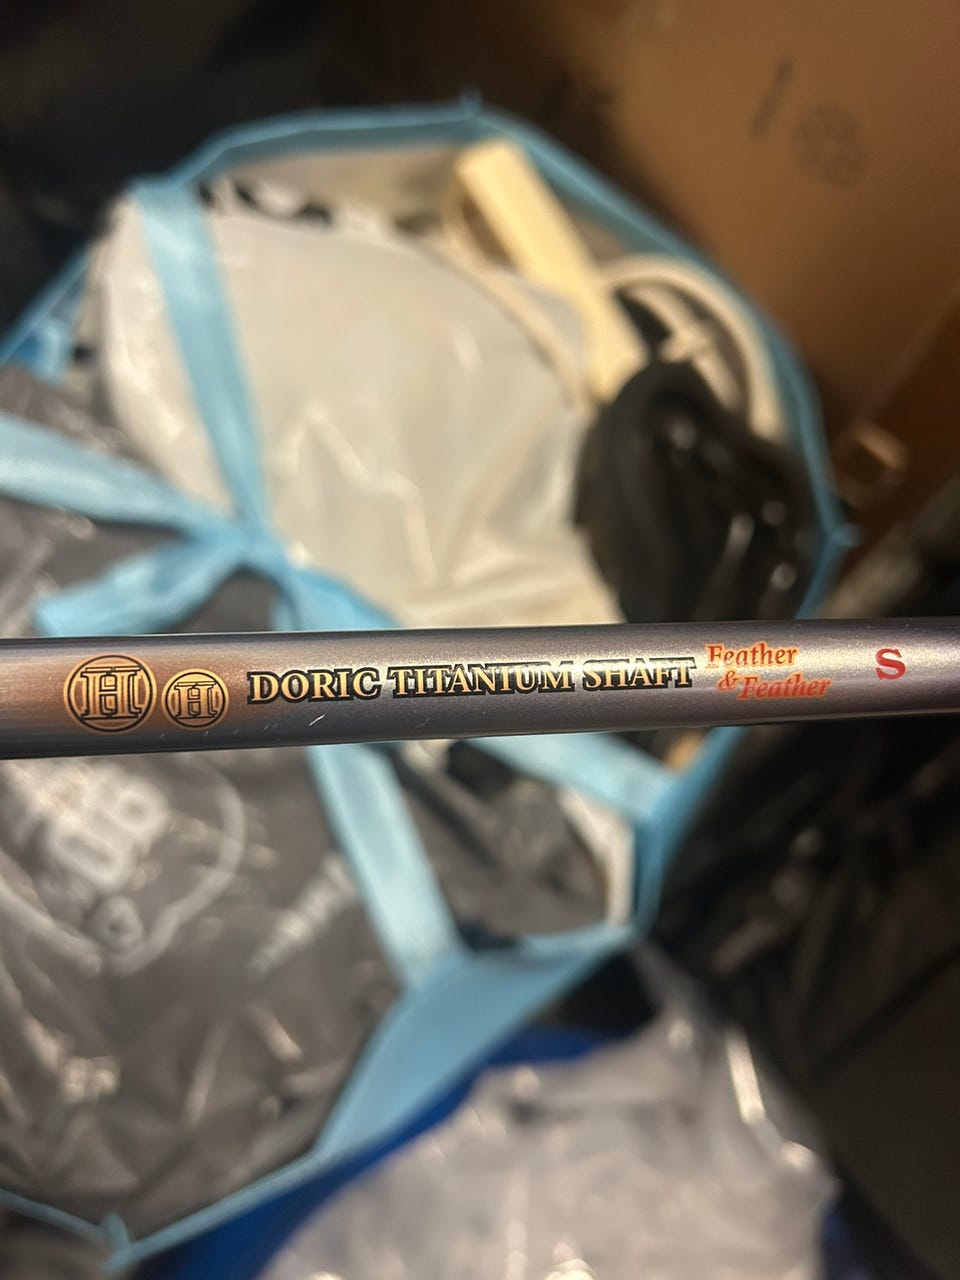 H H DORIC TITANIUM SHAFT Feather
& Feather S